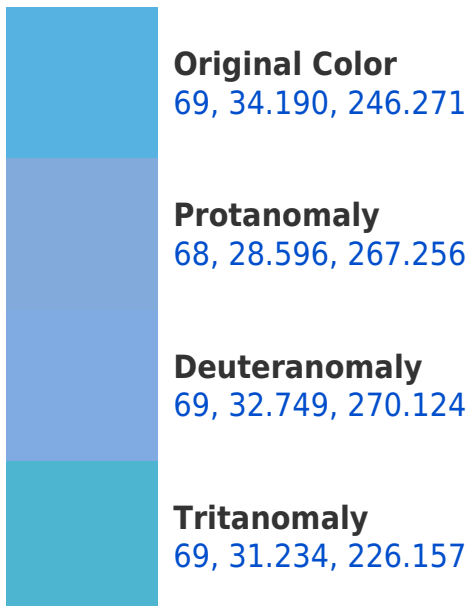 Original Color
69, 34.190, 246.271
Protanomaly
68, 28.596, 267.256
Deuteranomaly
69, 32.749, 270.124
Tritanomaly
69, 31.234, 226.157